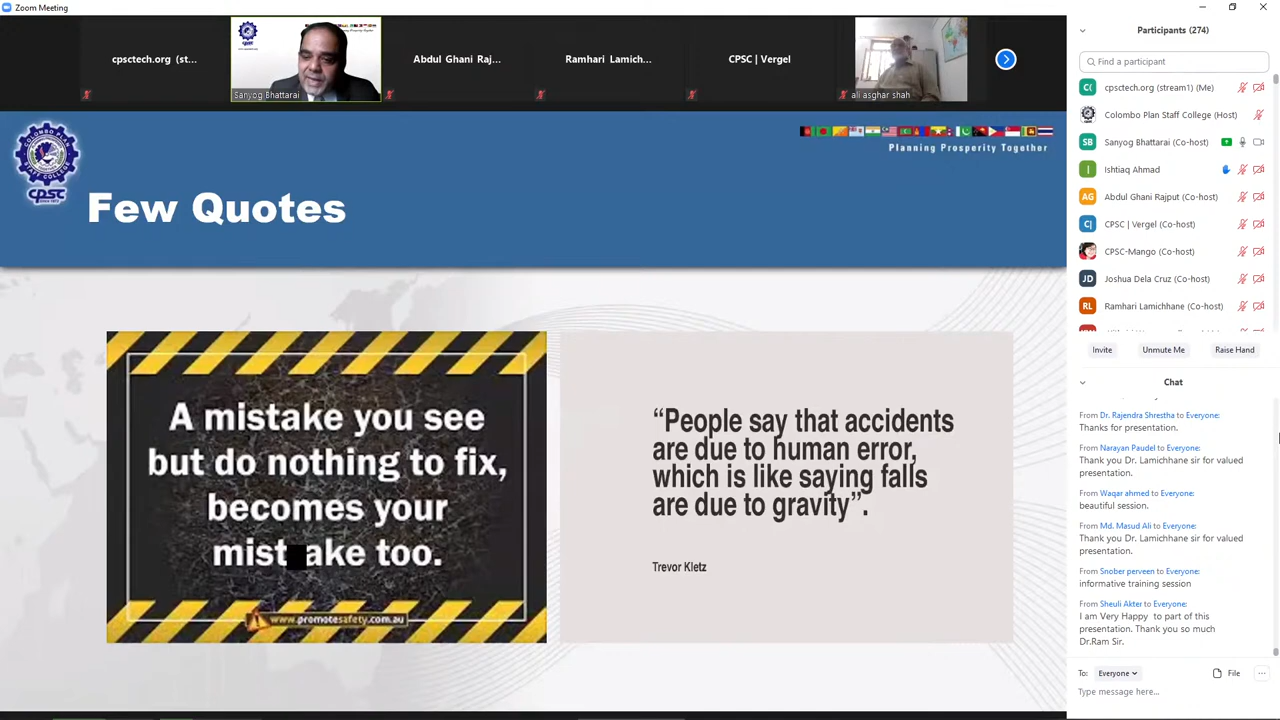 Zoom Meeting
cpsctech.org (st...
Sanyog Bhattarai
Abdul Ghani Raj...
Ramhari Lamich...
CPSC | Vergel
ali asghar shah
COLOMBO PLAN
CPSC
Planning Prosperity Together
Few Quotes
A mistake you see
but do nothing to fix,
becomes your
mistake too.
www.promotesafety.com.au
“People say that accidents
are due to human error,
which is like saying falls
are due to gravity”.
Trevor Kletz
Participants (274)
Find a participant
C( cpsctech.org (stream1) (Me)
Colombo Plan Staff College (Host)
SB Sanyog Bhattarai (Co-host)
I Ishtiaq Ahmad
AG Abdul Ghani Rajput (Co-host)
C| CPSC | Vergel (Co-host)
CPSC-Mango (Co-host)
JD Joshua Dela Cruz (Co-host)
RL Ramhari Lamichhane (Co-host)
Invite Unmute Me Raise Hand
Chat
From Dr. Rajendra Shrestha to Everyone:
Thanks for presentation.
From Narayan Paudel to Everyone:
Thank you Dr. Lamichhane sir for valued
presentation.
From Waqar ahmed to Everyone:
beautiful session.
From Md. Masud Ali to Everyone:
Thank you Dr. Lamichhane sir for valued
presentation.
From Snober perveen to Everyone:
informative training session
From Sheuli Akter to Everyone:
I am Very Happy to part of this
presentation. Thank you so much
Dr.Ram Sir.
To: Everyone File ...
Type message here...